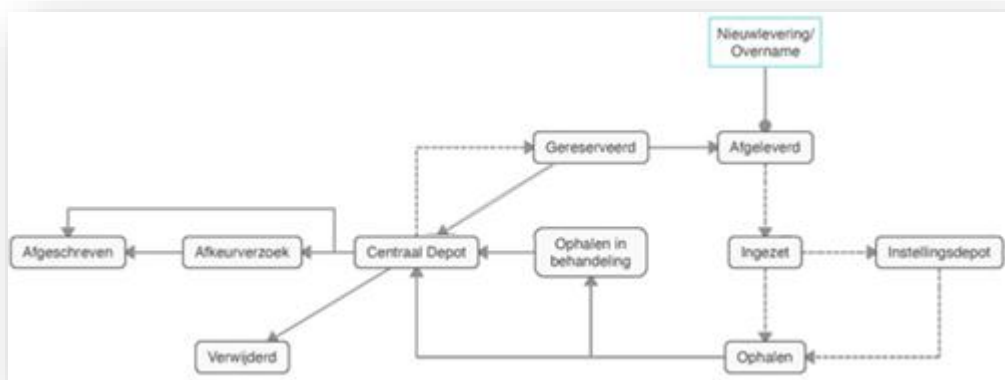 Nieuwlevering/
Overname
Gereserveerd
Afgeleverd
Afgeschreven
Afkeurverzoek
Centraal Depot
Ophalen in
behandeling
Ingezet
Instellingsdepot
Verwijderd
Ophalen